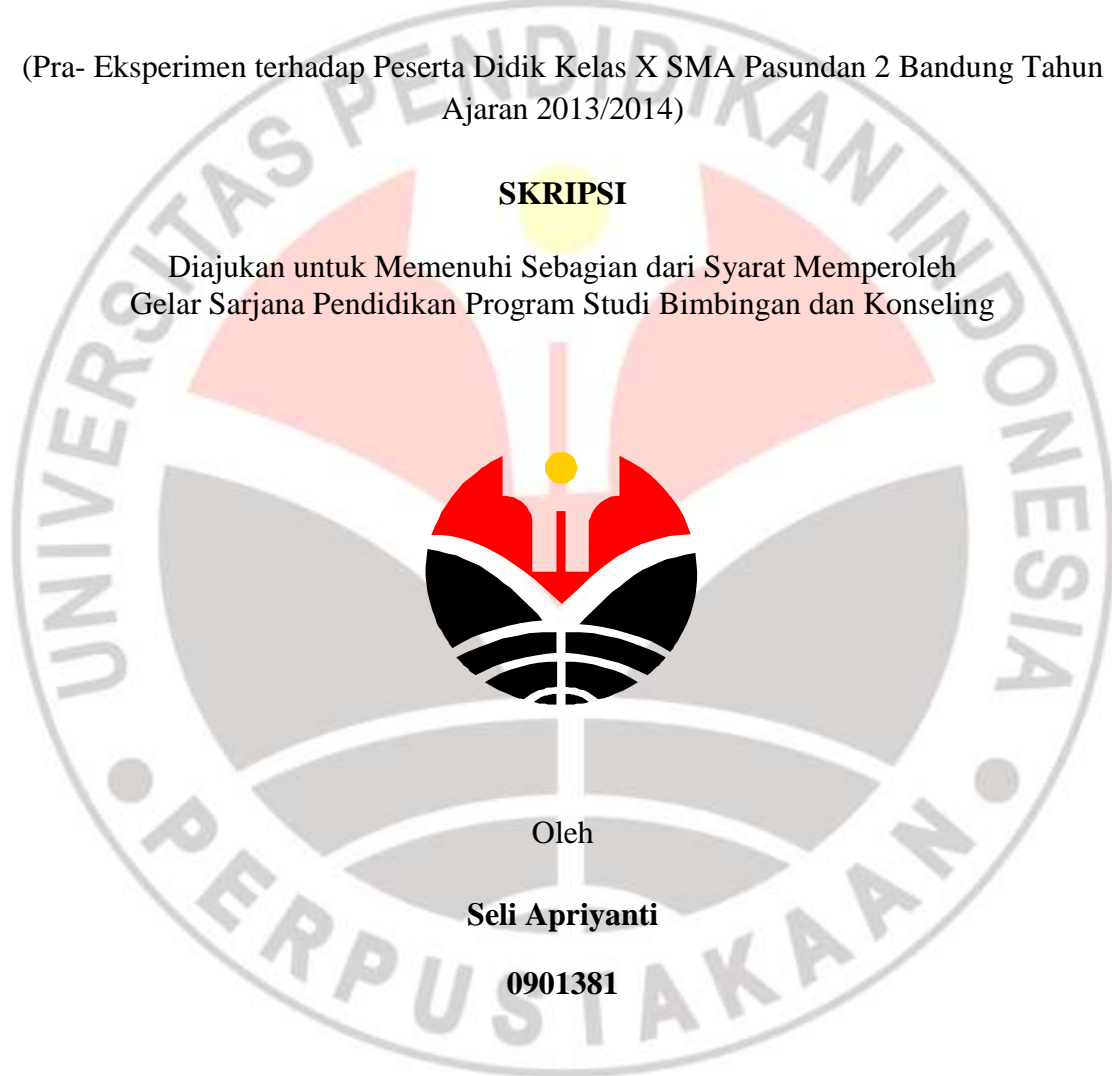 (Pra- Eksperimen terhadap Peserta Didik Kelas X SMA Pasundan 2 Bandung Tahun
Ajaran 2013/2014)
SKRIPSI
Diajukan untuk Memenuhi Sebagian dari Syarat Memperoleh
Gelar Sarjana Pendidikan Program Studi Bimbingan dan Konseling
UNIVERSITAS PENDIDIKAN INDONESIA
Oleh
Seli Apriyanti
0901381
PERPUSTAKAAN